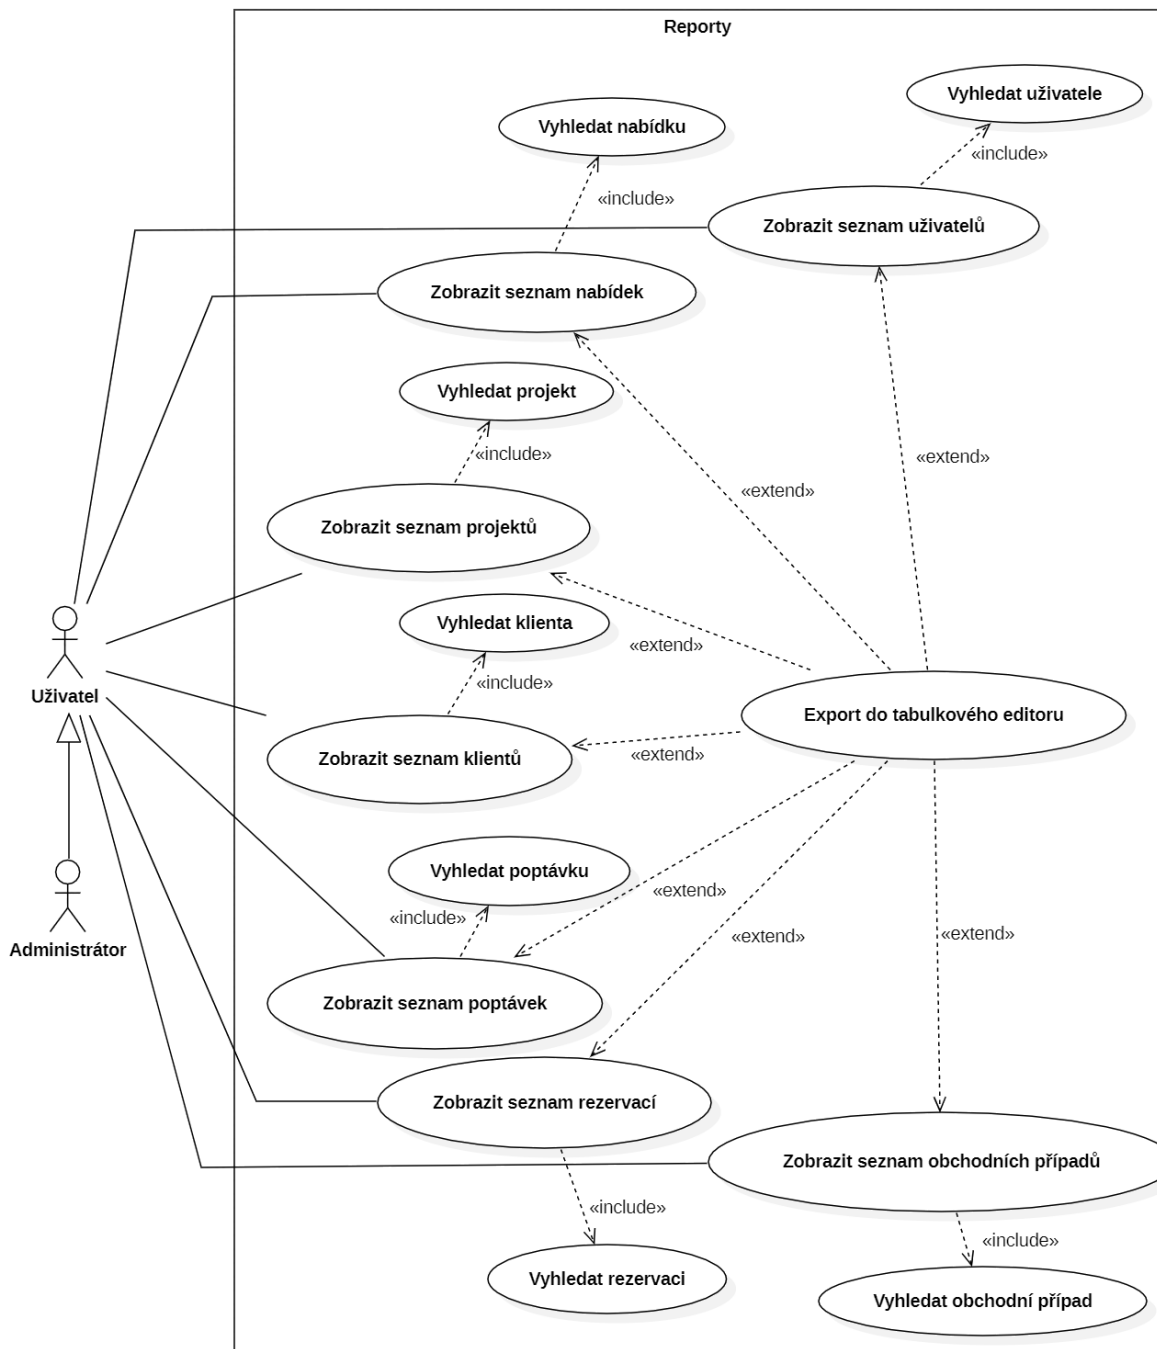 Reporty
Vyhledat uživatele
Vyhledat nabídku
«include»
«include»
Zobrazit seznam uživatelů
Zobrazit seznam nabídek
Vyhledat projekt
«include»
«extend»
«extend»
Zobrazit seznam projektů
Vyhledat klienta
«extend»
«include»
Uživatel
Export do tabulkového editoru
«extend»
Zobrazit seznam klientů
Vyhledat poptávku
«extend»
«include»
«extend»
«extend»
Administrátor
Zobrazit seznam poptávek
Zobrazit seznam rezervací
Zobrazit seznam obchodních případů
«include»
«include»
Vyhledat rezervaci
Vyhledat obchodní případ